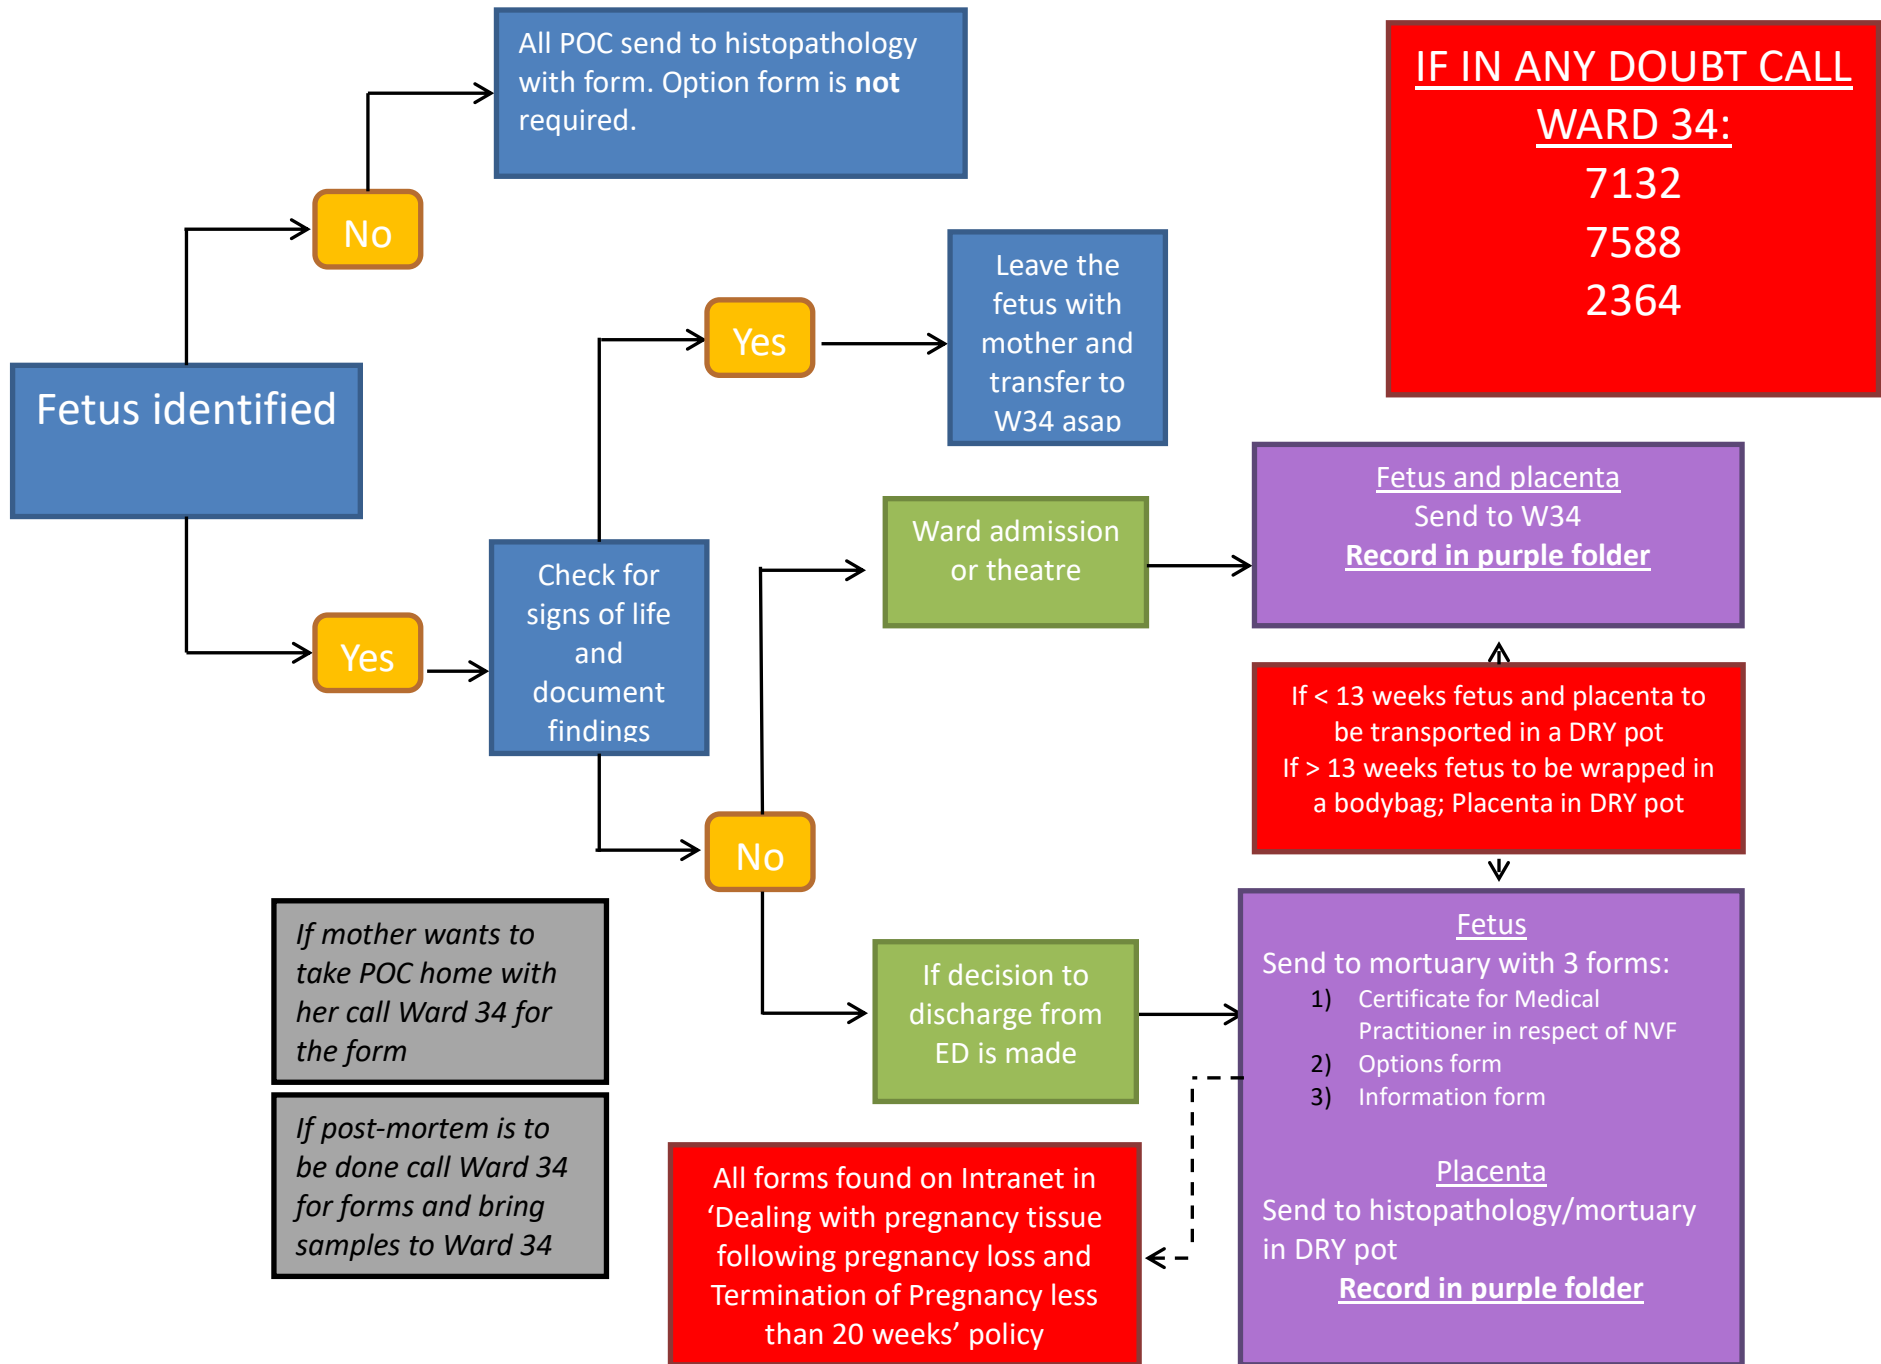 All POC send to histopathology
with form. Option form is not
required.
IF IN ANY DOUBT CALL
WARD 34:
7132
7588
2364
No
Leave the
fetus with
mother and
transfer to
W34 asap
Yes
Fetus identified
Fetus and placenta
Send to W34
Record in purple folder
Ward admission
or theatre
Check for
signs of life
and
document
findings
Yes
If < 13 weeks fetus and placenta to
be transported in a DRY pot
If > 13 weeks fetus to be wrapped in
a bodybag; Placenta in DRY pot
No
If mother wants to
take POC home with
her call Ward 34 for
the form
If decision to
discharge from
ED is made
Fetus
Send to mortuary with 3 forms:
1) Certificate for Medical
Practitioner in respect of NVF
2) Options form
3) Information form
Placenta
Send to histopathology/mortuary
in DRY pot
Record in purple folder
If post-mortem is to
be done call Ward 34
for forms and bring
samples to Ward 34
All forms found on Intranet in
‘Dealing with pregnancy tissue
following pregnancy loss and
Termination of Pregnancy less
than 20 weeks’ policy